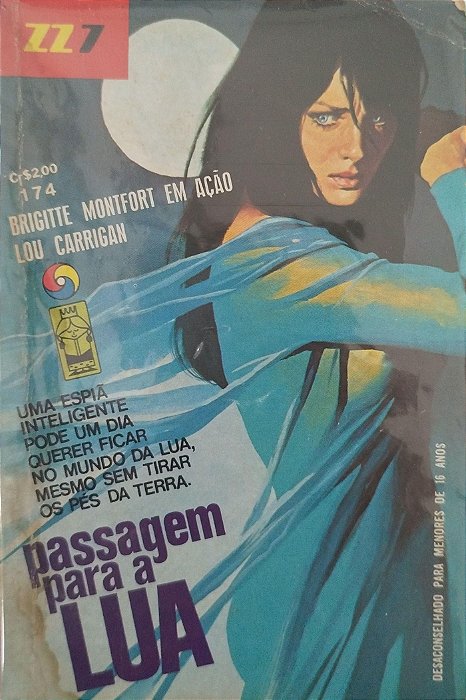 ZZ7
Cr$2,00
174
BRIGITTE MONTFORT EM AÇÃO
LOU CARRIGAN
UMA ESPIÃ
INTELIGENTE
PODE UM DIA
QUERER FICAR
NO MUNDO DA LUA,
MESMO SEM TIRAR
OS PÉS DA TERRA.
passagem
para a
LUA
DESACONSELHADO PARA MENORES DE 16 ANOS